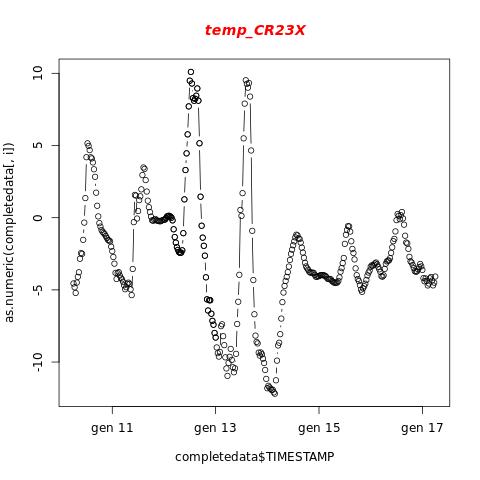 temp_CR23X
as.numeric(completedata[, i])
10
5
0
-5
-10
gen 11
gen 13
gen 15
gen 17
completedata$TIMESTAMP